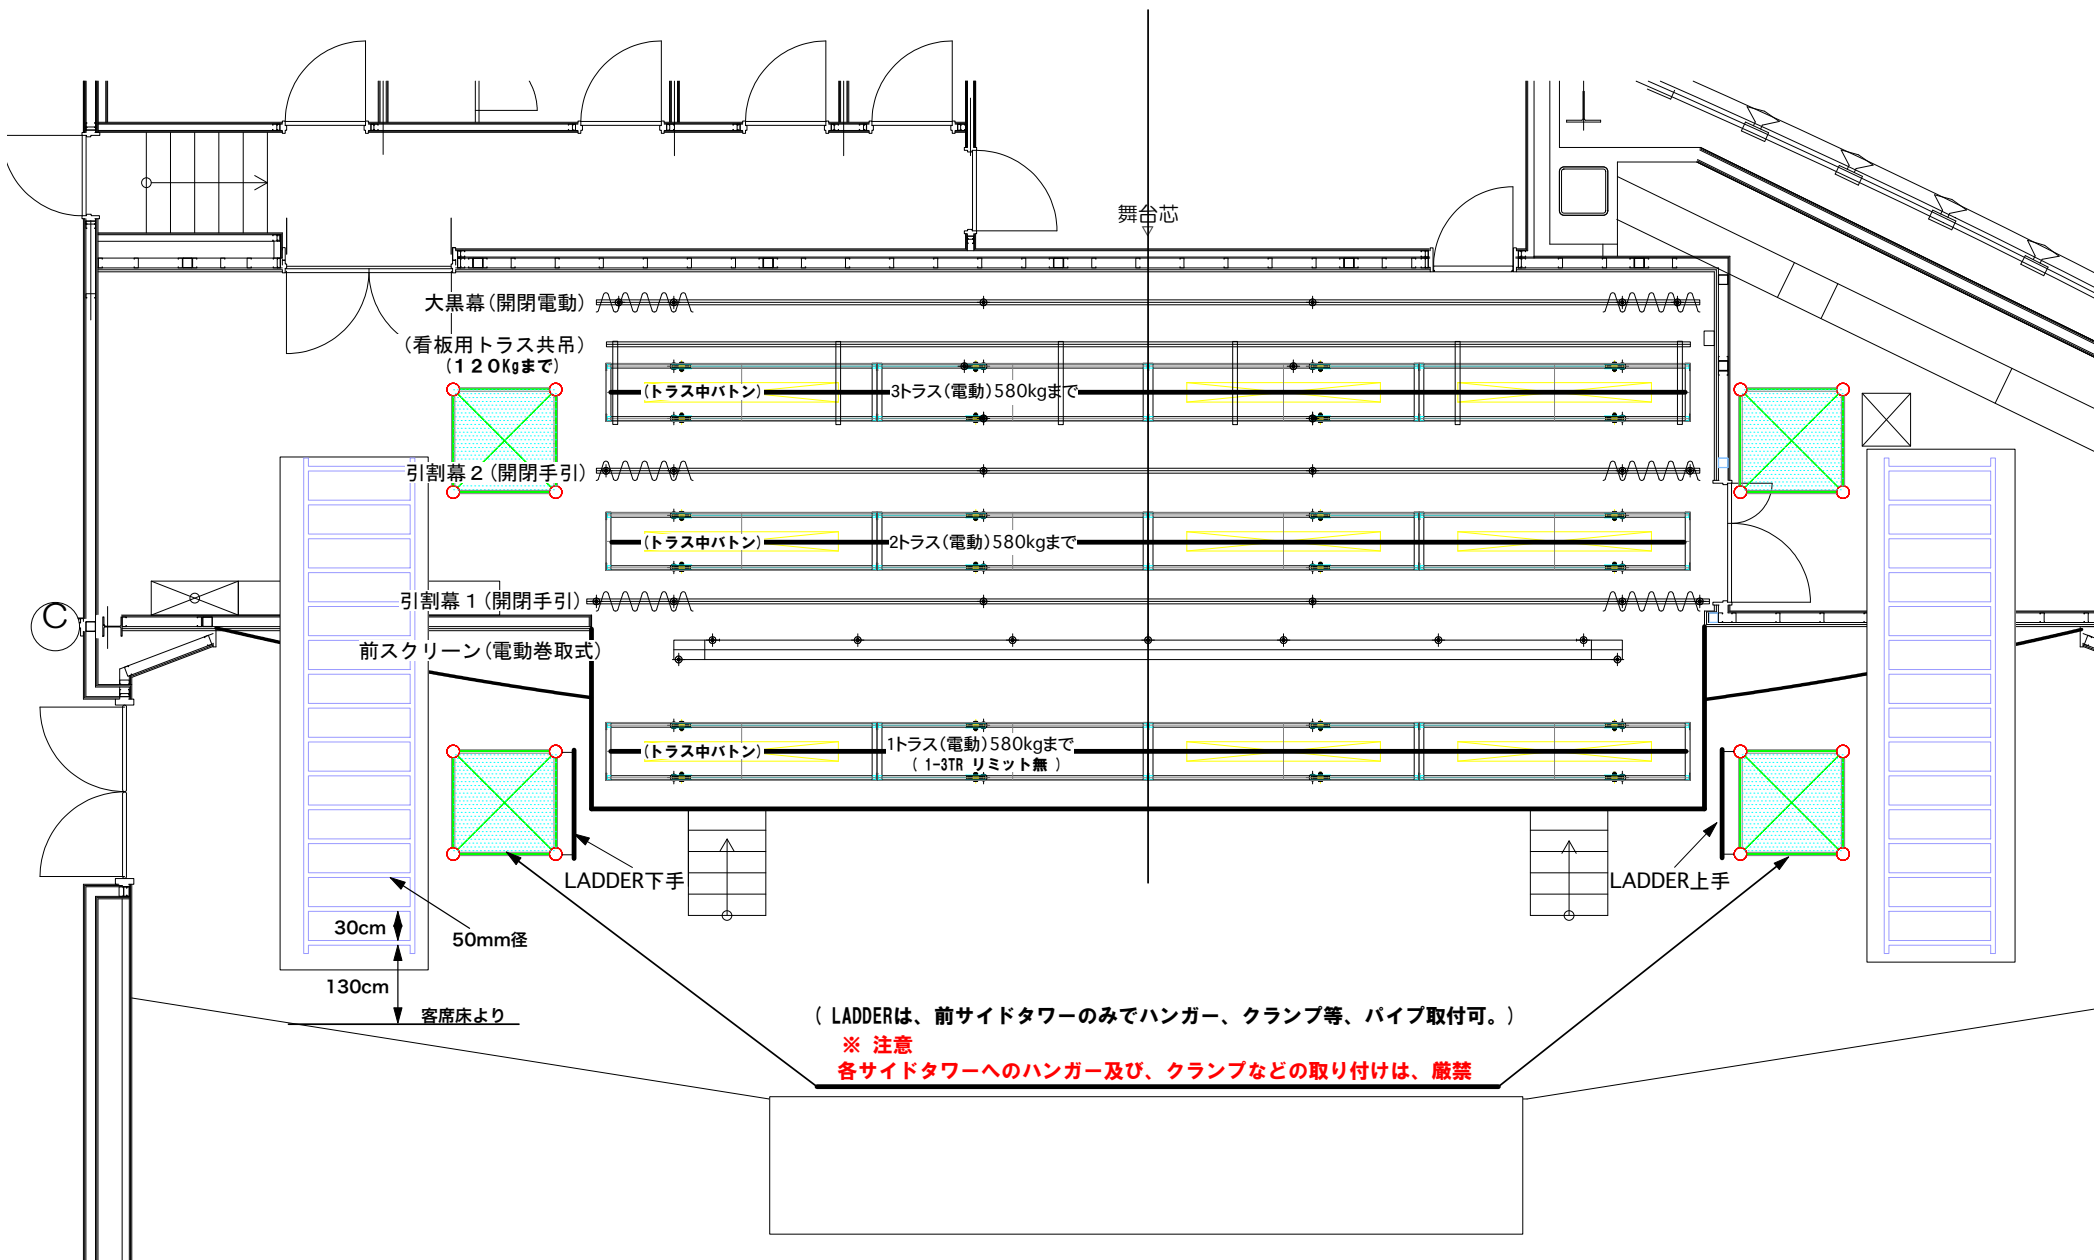 舞台芯
大黒幕(開閉電動)
(看板用トラス共吊)
(120Kgまで)
(トラス中バトン)
3トラス(電動)580kgまで
引割幕2(開閉手引)
(トラス中バトン)
2トラス(電動)580kgまで
引割幕1(開閉手引)
C
前スクリーン(電動巻取式)
(トラス中バトン)
1トラス(電動)580kgまで
( 1-3TR リミット無 )
LADDER下手
LADDER上手
30cm
50mm径
130cm
客席床より
( LADDERは、前サイドタワーのみでハンガー、クランプ等、パイプ取付可。)
※ 注意
各サイドタワーへのハンガー及び、クランプなどの取り付けは、厳禁